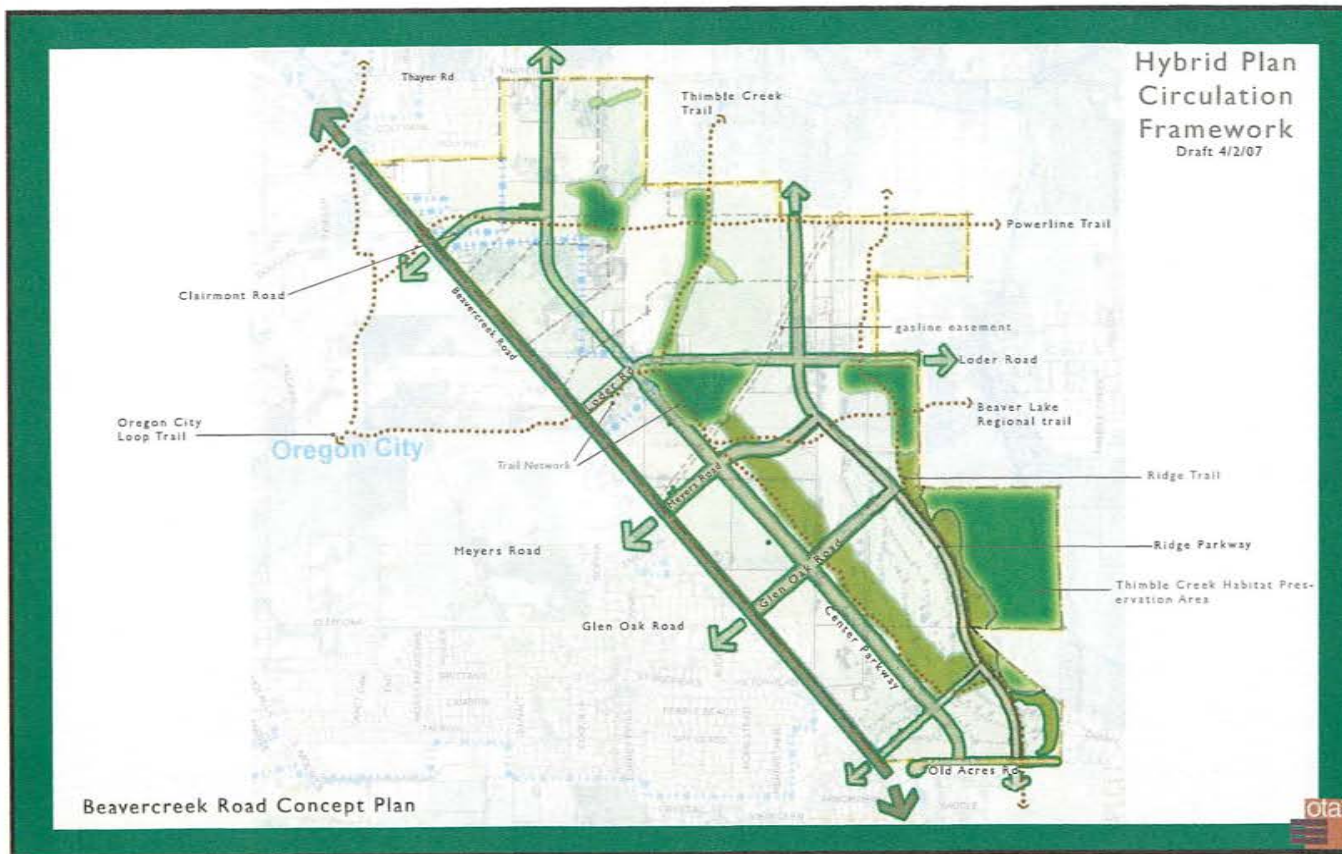 Hybrid Plan
Circulation
Framework
Draft 4/2/07
Thayer Rd
Thimble Creek
Trail
Powerline Trail
Clairmont Road
Beavercreek Road
gasline easement
Loder Road
Loder Rd
Beaver Lake
Regional trail
Oregon City
Loop Trail
Oregon City
Trail Network
Meyers Road
Ridge Trail
Meyers Road
Ridge Parkway
Glen Oak Road
Thimble Creek Habitat Pres-
ervation Area
Glen Oak Road
Center Parkway
Old Acres Rd
Beavercreek Road Concept Plan
ota